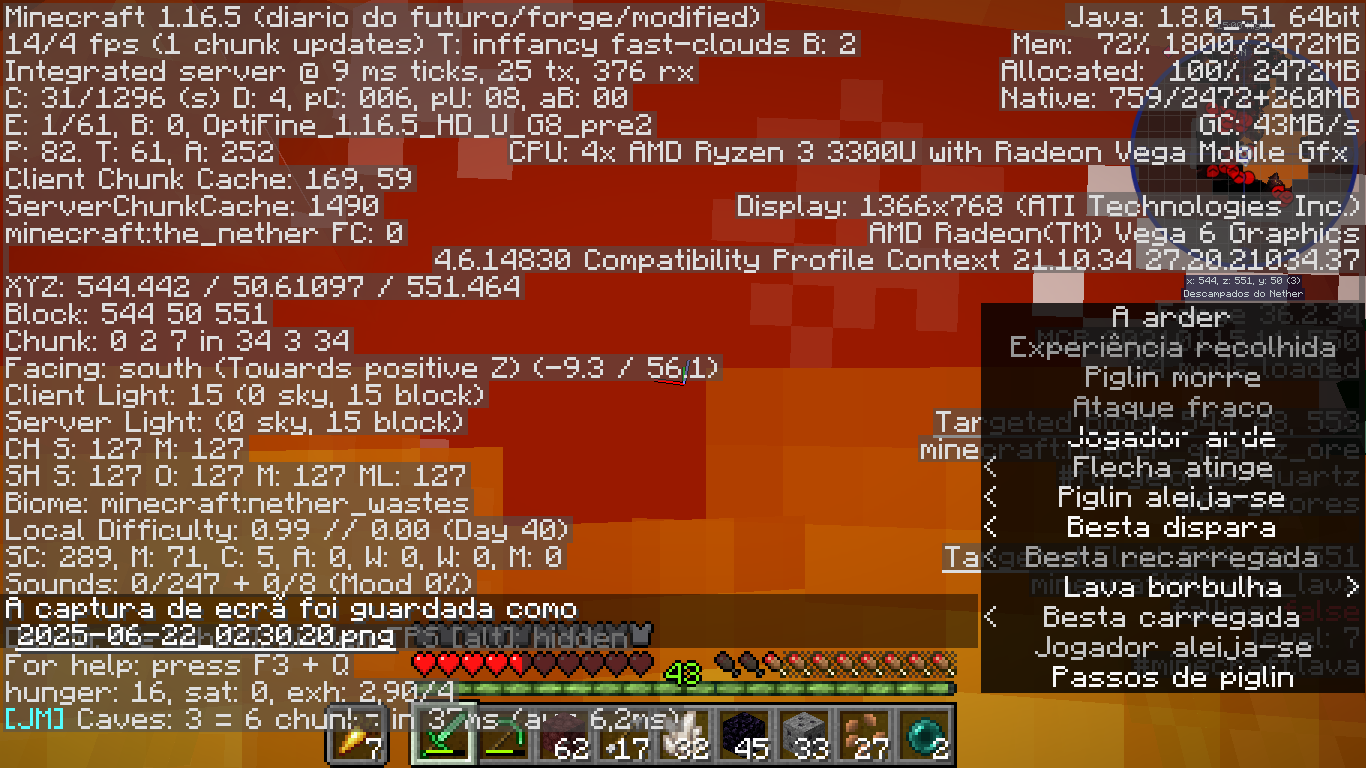 Minecraft 1.16.5 (diario do futuro/forge/modified)
14/4 fps (1 chunk updates) T: inffancy fast-clouds B: 2
Integrated server @ 9 ms ticks, 25 tx, 376 rx
C: 31/1296 (s) D: 4, pC: 006, pU: 08, aB: 00
E: 1/61, B: 0, OptiFine_1.16.5_HD_U_G8_pre2
P: 82. T: 61, A: 252
Client Chunk Cache: 169, 59
ServerChunkCache: 1490
minecraft:the_nether FC: 0
XYZ: 544.442 / 50.61097 / 551.464
Block: 544 50 551
Chunk: 0 2 7 in 34 3 34
Facing: south (Towards positive Z) (-9.3 / 56.1)
Client Light: 15 (0 sky, 15 block)
Server Light: (0 sky, 15 block)
CH S: 127 M: 127
SH S: 127 O: 127 M: 127 ML: 127
Biome: minecraft:nether_wastes
Local Difficulty: 0.99 // 0.00 (Day 40)
SC: 289, M: 71, C: 5, A: 0, W: 0, W: 0, M: 0
Sounds: 0/247 + 0/8 (Mood 0%)
A captura de ecrã foi guardada como
2025-06-22_02.30.20.png
hidden
For help: press F3 + Q
hunger: 16, sat: 0, exh: 2,90/4
[JM] Caves: 3 = 6 chunk
Java: 1.8.0_51 64bit
Mem: 72% 1800/2472MB
Allocated: 100% 2472MB
Native: 759/2472+260MB
GC: 43MB/s
CPU: 4x AMD Ryzen 3 3300U with Radeon Vega Mobile Gfx
Display: 1366x768 (ATI Technologies Inc.)
AMD Radeon(TM) Vega 6 Graphics
4.6.14830 Compatibility Profile Context 21.10.34 27.20.21034.37
x: 544, z: 551, y: 50 (3)
Descampados do Nether
A arder
Experiência recolhida
Piglin morre
Ataque fraco
Jogador arde
< Flecha atinge
< Piglin aleija-se
< Besta dispara
< Besta recarregada
Lava borbulha >
< Besta carregada
Jogador aleija-se
Passos de piglin
48
7
62
17
32
45
33
27
2